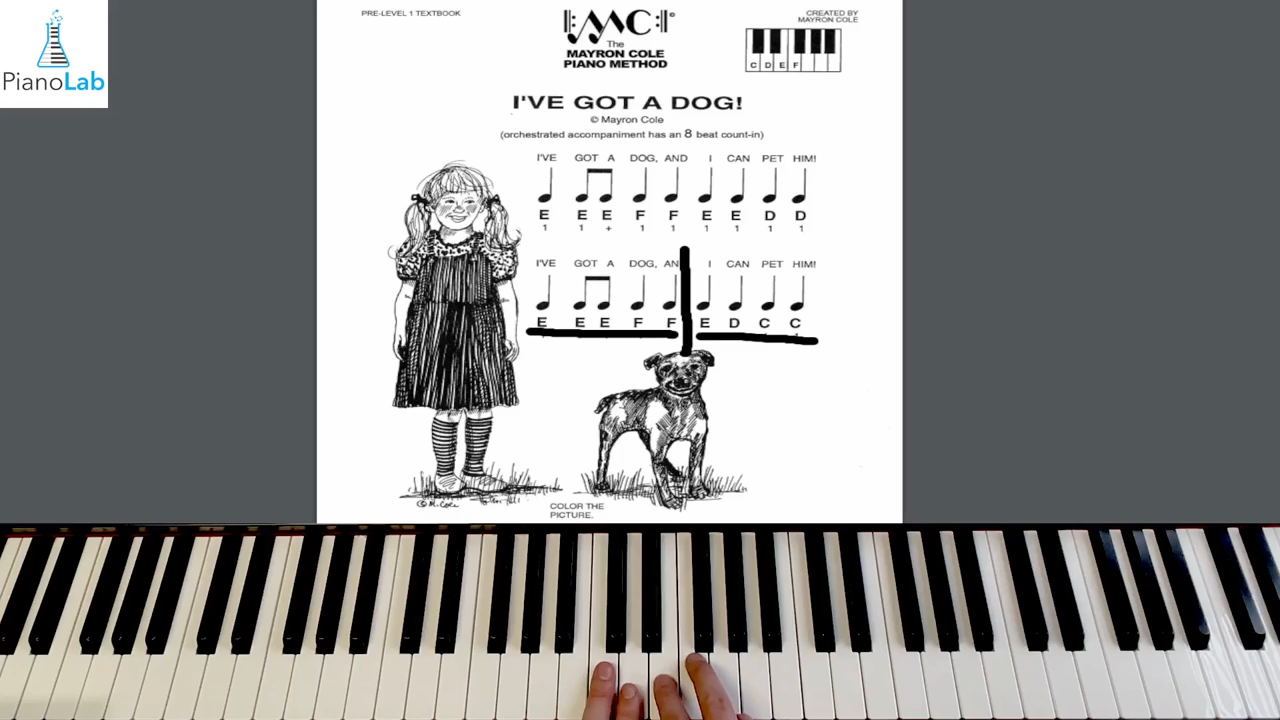 PRE-LEVEL 1 TEXTBOOK
MC
CREATED BY
MAYRON COLE
The
MAYRON COLE
PIANO METHOD
C D E F
PianoLab
I'VE GOT A DOG!
© Mayron Cole
(orchestrated accompaniment has an 8 beat count-in)
I'VE GOT A DOG, AND I CAN PET HIM!
E E E F F E E D D
1 1 + 1 1 1 1 1 1
I'VE GOT A DOG, AN I CAN PET HIM!
E E E F F E D C C
© M. Cole
COLOR THE
PICTURE.